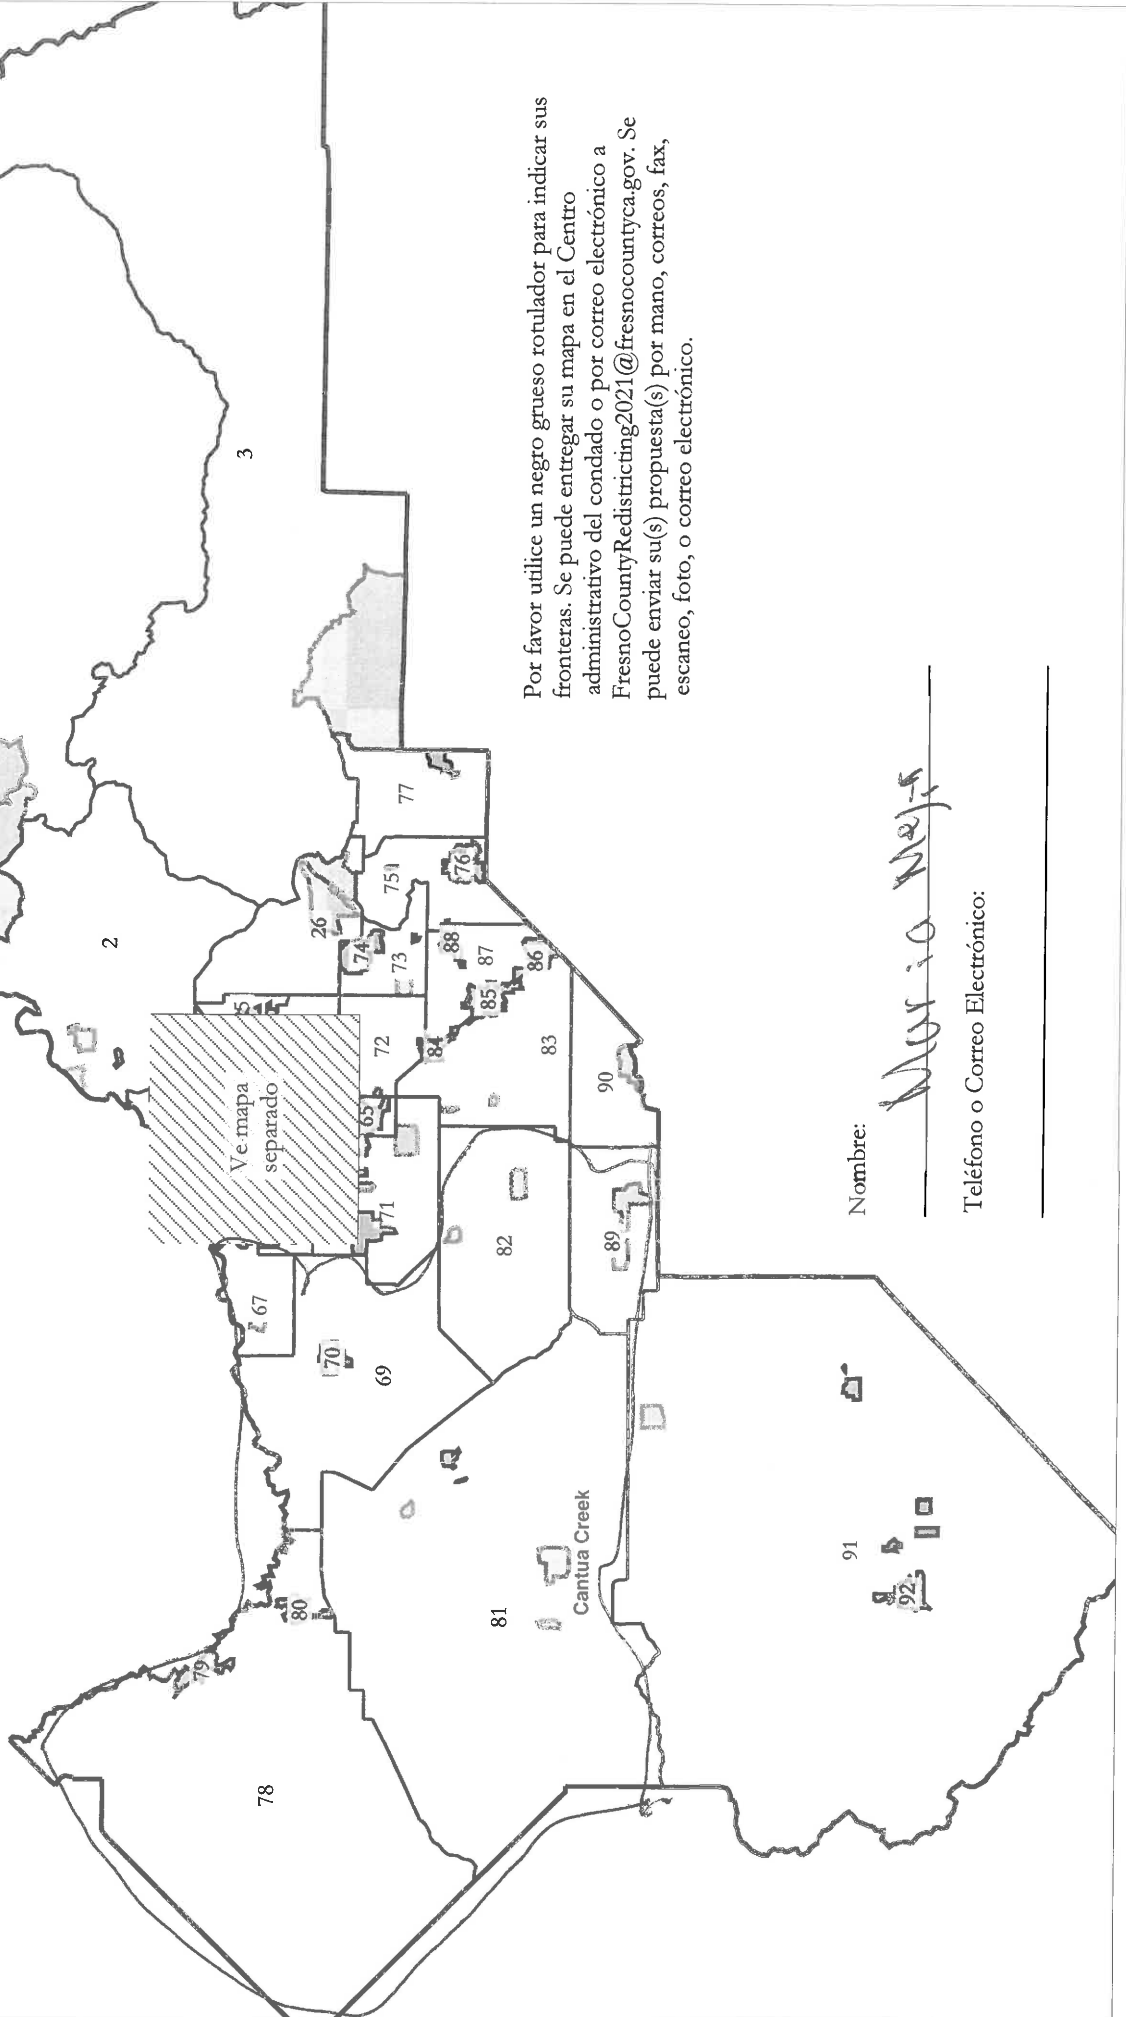 Por favor utilice un negro grueso rotulador para indicar sus
fronteras. Se puede entregar su mapa en el Centro
administrativo del condado o por correo electrónico a
FresnoCountyRedistricting2021@fresnocountyca.gov. Se
puede enviar su(s) propuesta(s) por mano, correos, fax,
escaneo, foto, o correo electrónico.
Nombre:
Mario
Teléfono o Correo Electrónico:
Ve mapa
separado
Cantua Creek
2
3
26
65
67
69
70
71
72
73
74
75
76
77
78
79
80
81
82
83
84
85
86
87
88
89
90
91
92